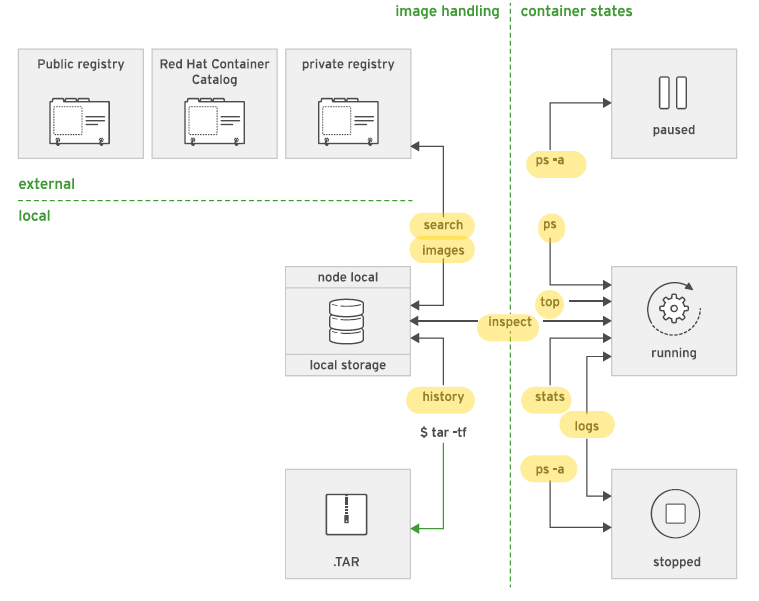 image handling
container states
Public registry
Red Hat Container
Catalog
private registry
paused
ps -a
external
local
search
images
ps
node local
local storage
top
inspect
running
history
stats
logs
$ tar -tf
ps -a
.TAR
stopped